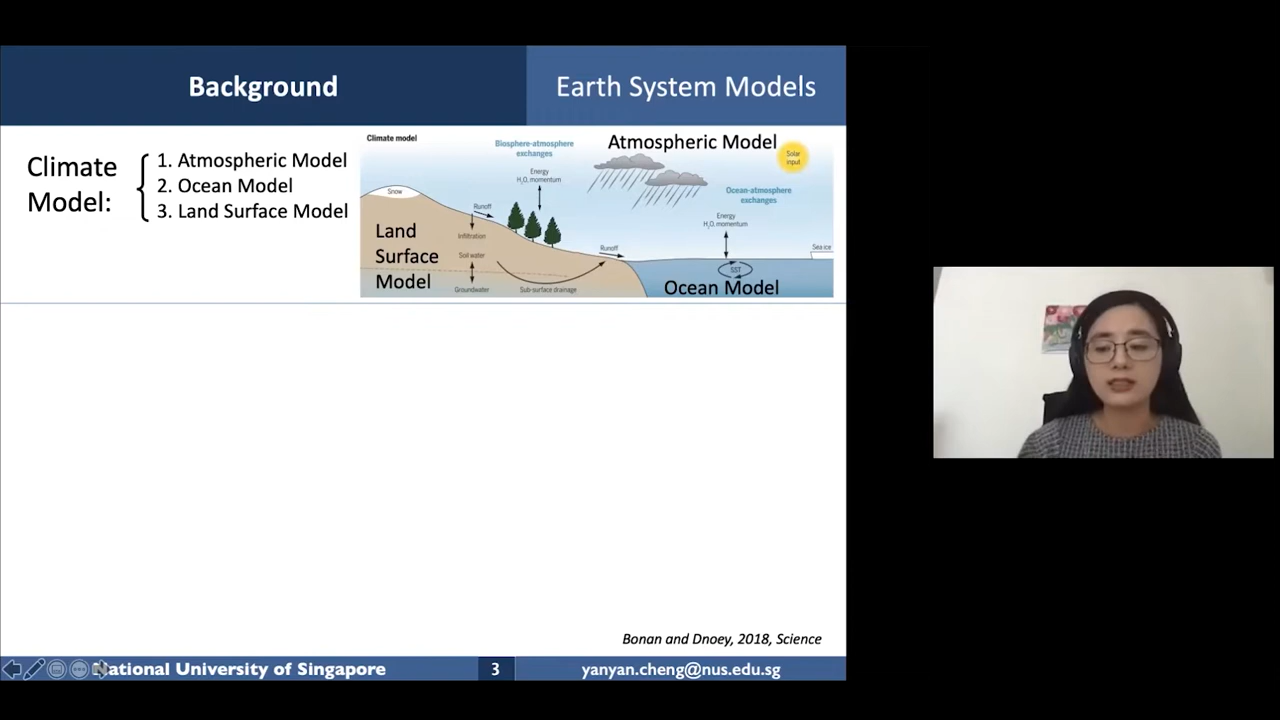 Background
Earth System Models
Climate
Model:
1. Atmospheric Model
2. Ocean Model
3. Land Surface Model
Climate model
Biosphere-atmosphere
exchanges
Energy
H₂O, momentum
Atmospheric Model
Solar
input
Ocean-atmosphere
exchanges
Energy
H₂O, momentum
Snow
Runoff
Infiltration
Land
Surface
Model
Soil water
Groundwater
Sub-surface drainage
Runoff
Sea ice
SST
Ocean Model
Bonan and Dnoey, 2018, Science
National University of Singapore
3
yanyan.cheng@nus.edu.sg